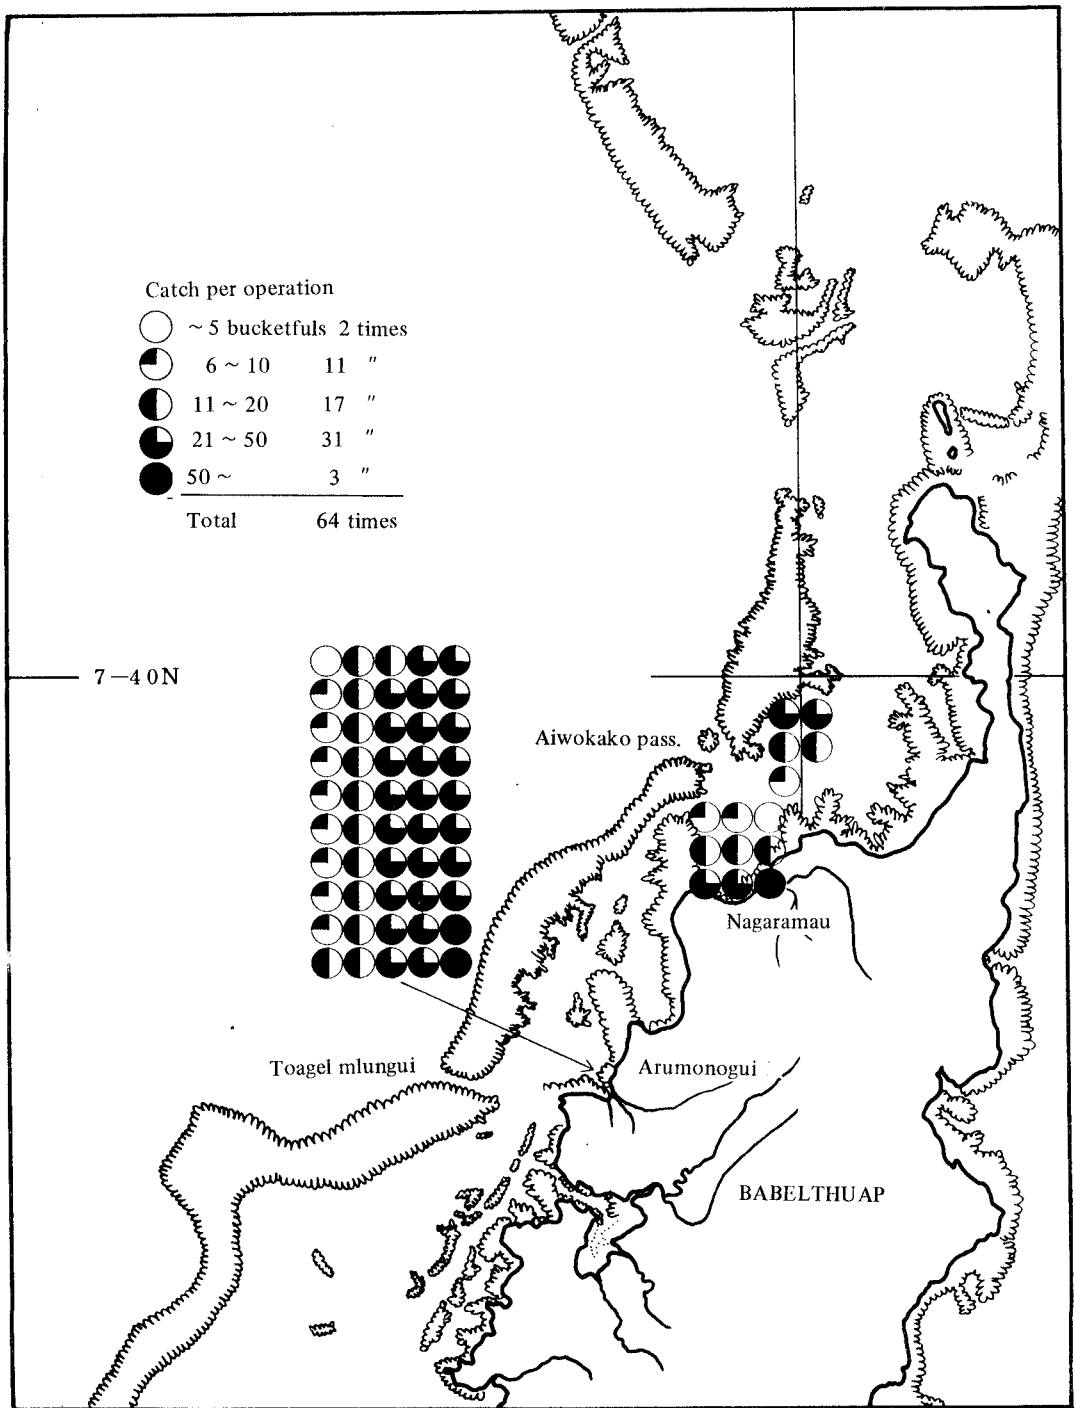 Catch per operation
~ 5 bucketfuls 2 times
6 ~ 10 11 〃
11 ~ 20 17 〃
21 ~ 50 31 〃
50 ~ 3 〃
Total 64 times
7-40N
Aiwokako pass.
Nagaramau
Toagel mlungui
Arumonogui
BABELTHUAP